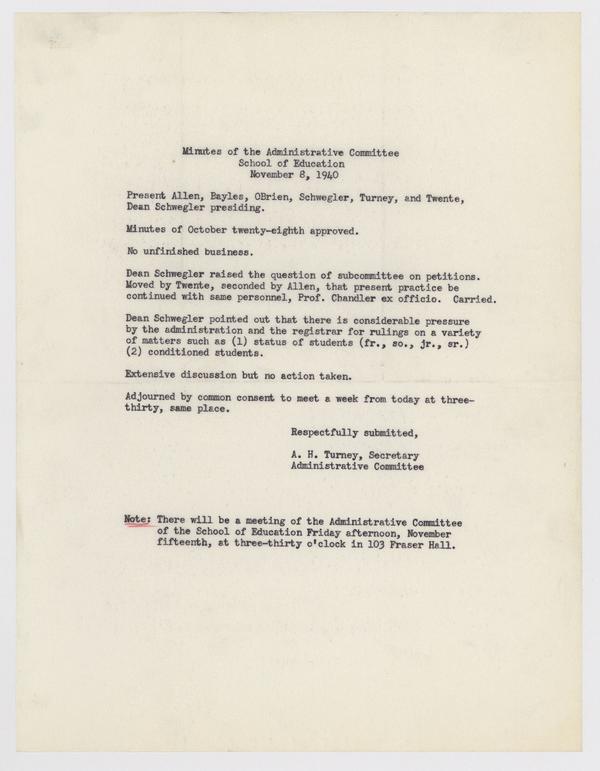 Minutes of the Administrative Committee
School of Education
November 8, 1940
Present Allen, Bayles, OBrien, Schwegler, Turney, and Twente,
Dean Schwegler presiding.
Minutes of October twenty-eighth approved.
No unfinished business.
Dean Schwegler raised the question of subcommittee on petitions.
Moved by Twente, seconded by Allen, that present practice be
continued with same personnel, Prof. Chandler ex officio. Carried.
Dean Schwegler pointed out that there is considerable pressure
by the administration and the registrar for rulings on a variety
of matters such as (1) status of students (fr., so., jr., sr.)
(2) conditioned students.
Extensive discussion but no action taken.
Adjourned by common consent to meet a week from today at three-
thirty, same place.
Respectfully submitted,
A. H. Turney, Secretary
Administrative Committee
Note: There will be a meeting of the Administrative Committee
of the School of Education Friday afternoon, November
fifteenth, at three-thirty o'clock in 103 Fraser Hall.